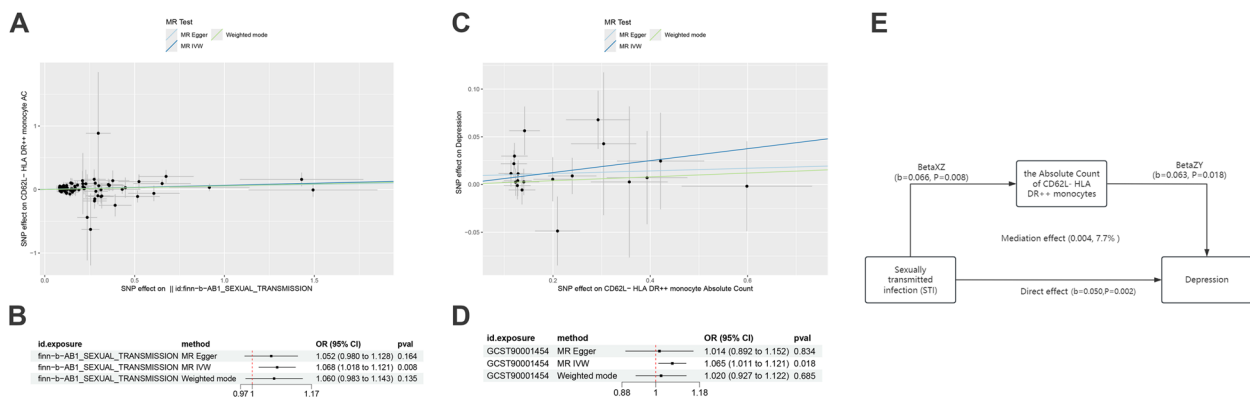 A
MR Test
MR Egger
Weighted mode
MR IVW
SNP effect on CD62L− HLA DR++ monocyte AC
1
0
−1
0.0
0.5
1.0
1.5
SNP effect on || id:finn−b−AB1_SEXUAL_TRANSMISSION
B
id.exposure method OR (95% CI) pval
finn−b−AB1_SEXUAL_TRANSMISSION MR Egger 1.052 (0.980 to 1.128) 0.164
finn−b−AB1_SEXUAL_TRANSMISSION MR IVW 1.068 (1.018 to 1.121) 0.008
finn−b−AB1_SEXUAL_TRANSMISSION Weighted mode 1.060 (0.983 to 1.143) 0.135
0.97 1 1.17
C
MR Test
MR Egger
Weighted mode
MR IVW
SNP effect on Depression
0.10
0.05
0.00
−0.05
0.2
0.4
0.6
SNP effect on CD62L− HLA DR++ monocyte Absolute Count
D
id.exposure method OR (95% CI) pval
GCST90001454 MR Egger 1.014 (0.892 to 1.152) 0.834
GCST90001454 MR IVW 1.065 (1.011 to 1.121) 0.018
GCST90001454 Weighted mode 1.020 (0.927 to 1.122) 0.685
0.88 1 1.18
E
BetaXZ
(b=0.066, P=0.008)
the Absolute Count
of CD62L- HLA
DR++ monocytes
BetaZY
(b=0.063, P=0.018)
Mediation effect (0.004, 7.7% )
Sexually
transmitted
infection (STI)
Direct effect (b=0.050,P=0.002)
Depression